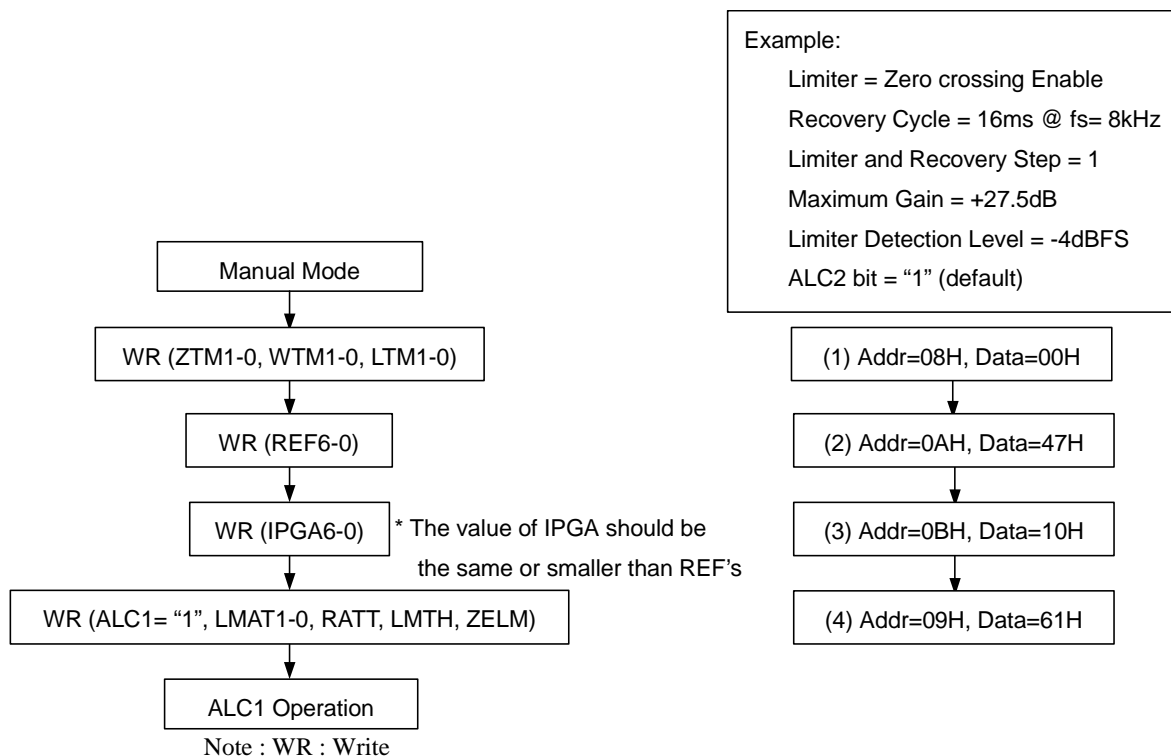 Example:
Limiter = Zero crossing Enable
Recovery Cycle = 16ms @ fs= 8kHz
Limiter and Recovery Step = 1
Maximum Gain = +27.5dB
Limiter Detection Level = -4dBFS
ALC2 bit = “1” (default)
Manual Mode
WR (ZTM1-0, WTM1-0, LTM1-0)
WR (REF6-0)
WR (IPGA6-0)
* The value of IPGA should be
the same or smaller than REF’s
WR (ALC1= “1”, LMAT1-0, RATT, LMTH, ZELM)
ALC1 Operation
Note : WR : Write
(1) Addr=08H, Data=00H
(2) Addr=0AH, Data=47H
(3) Addr=0BH, Data=10H
(4) Addr=09H, Data=61H